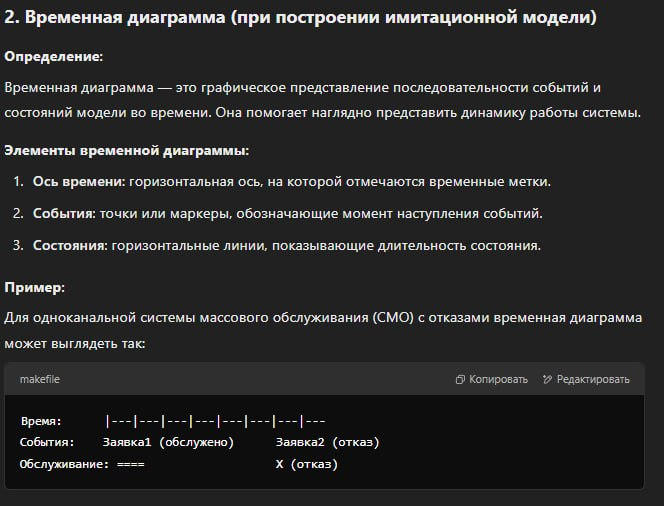 2. Временная диаграмма (при построении имитационной модели)
Определение:
Временная диаграмма — это графическое представление последовательности событий и
состояний модели во времени. Она помогает наглядно представить динамику работы системы.
Элементы временной диаграммы:
1. Ось времени: горизонтальная ось, на которой отмечаются временные метки.
2. События: точки или маркеры, обозначающие момент наступления событий.
3. Состояния: горизонтальные линии, показывающие длительность состояния.
Пример:
Для одноканальной системы массового обслуживания (СМО) с отказами временная диаграмма
может выглядеть так:
makefile Копировать Редактировать
Время:      |---|---|---|---|---|---|---|---
События:    Заявка1 (обслужено)      Заявка2 (отказ)
Обслуживание: ====                   X (отказ)